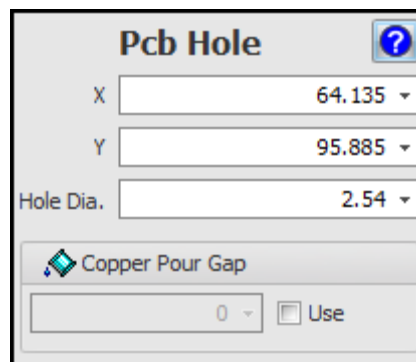 Pcb Hole ?
X 64.135
Y 95.885
Hole Dia. 2.54
Copper Pour Gap
0 Use